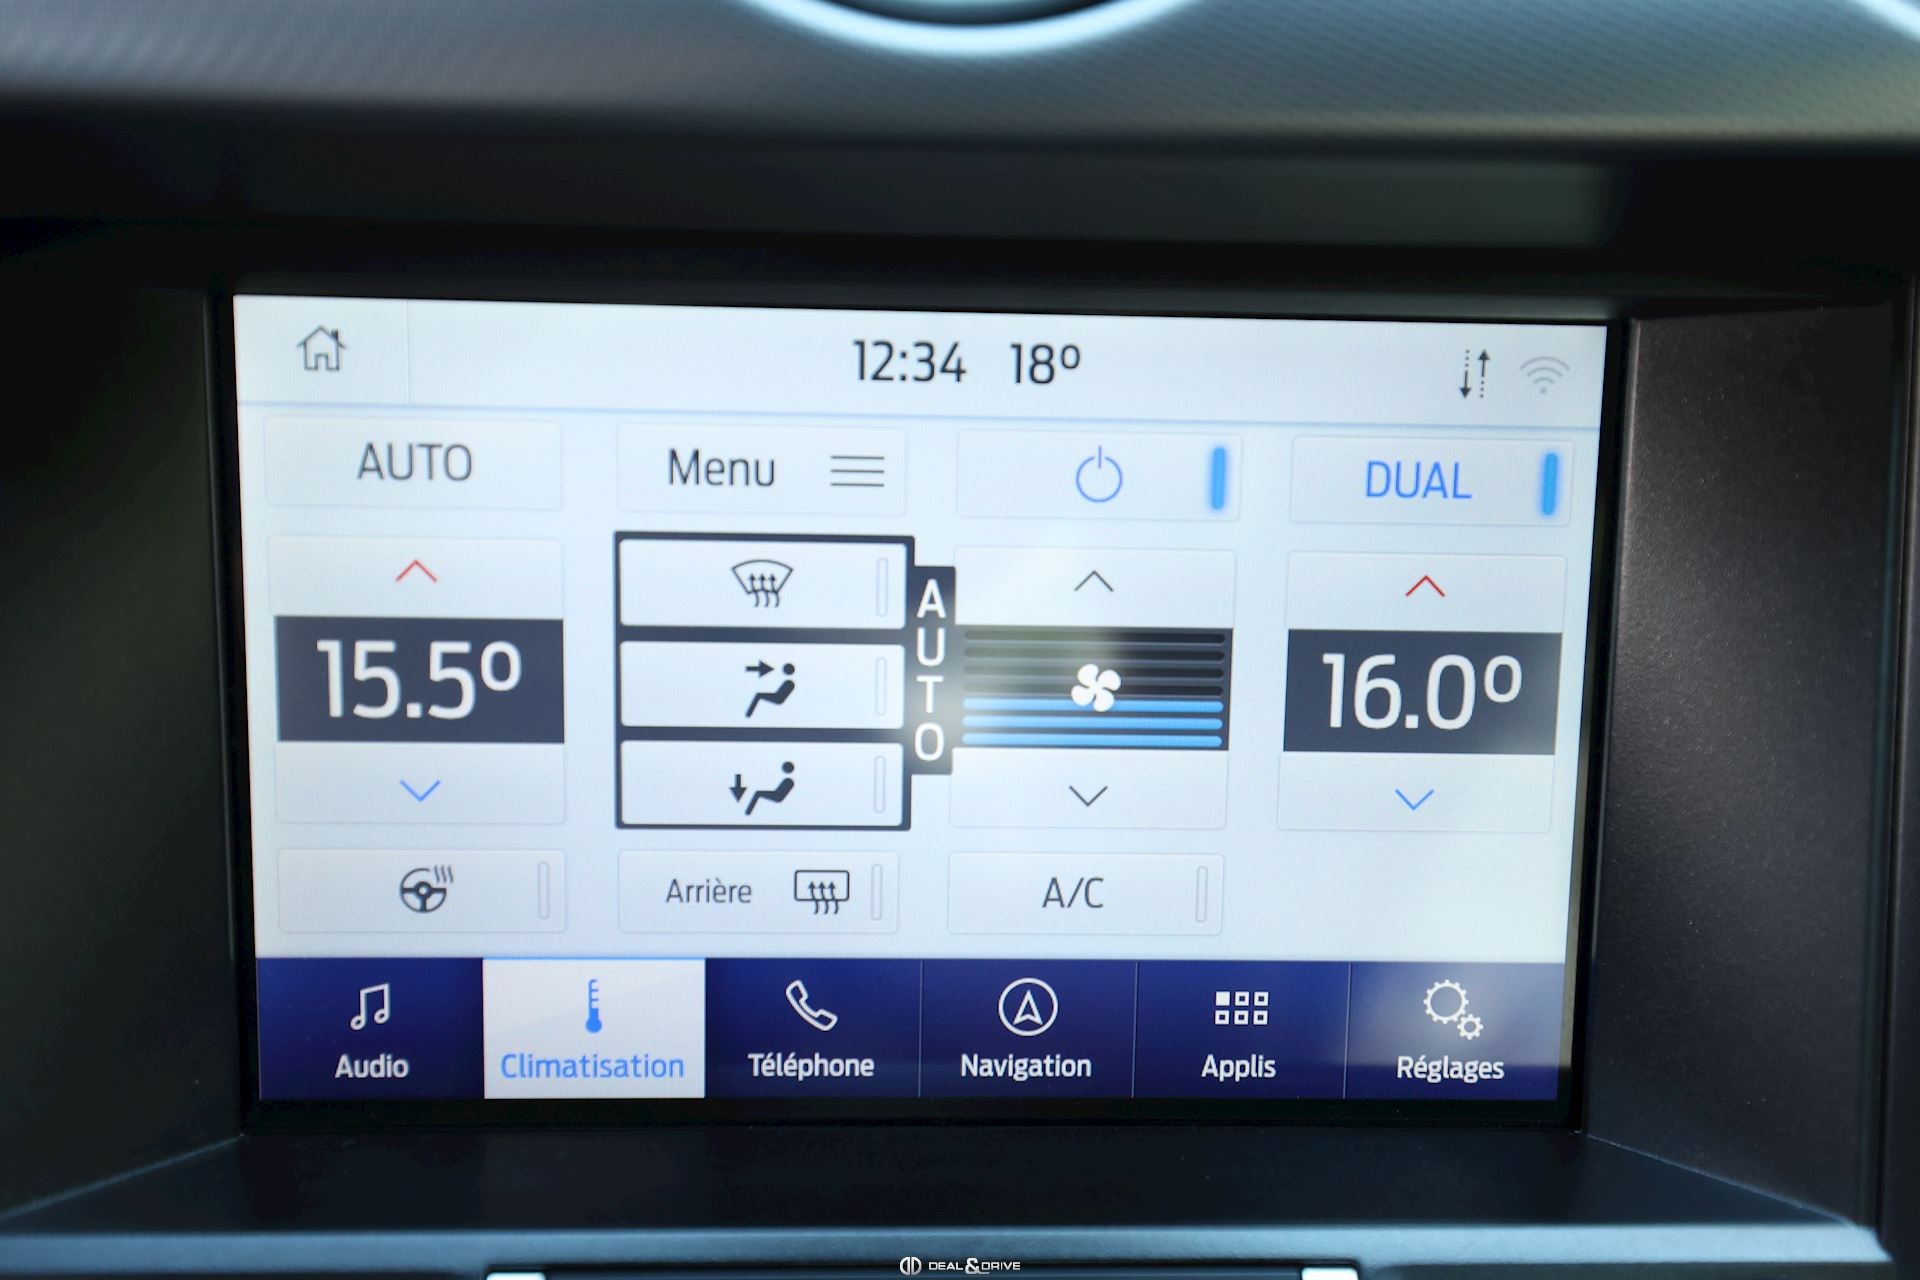 12:34 18º
AUTO
Menu
DUAL
15.5º
AUTO
16.0º
Arrière
A/C
Audio
Climatisation
Téléphone
Navigation
Applis
Réglages
DEAL&DRIVE